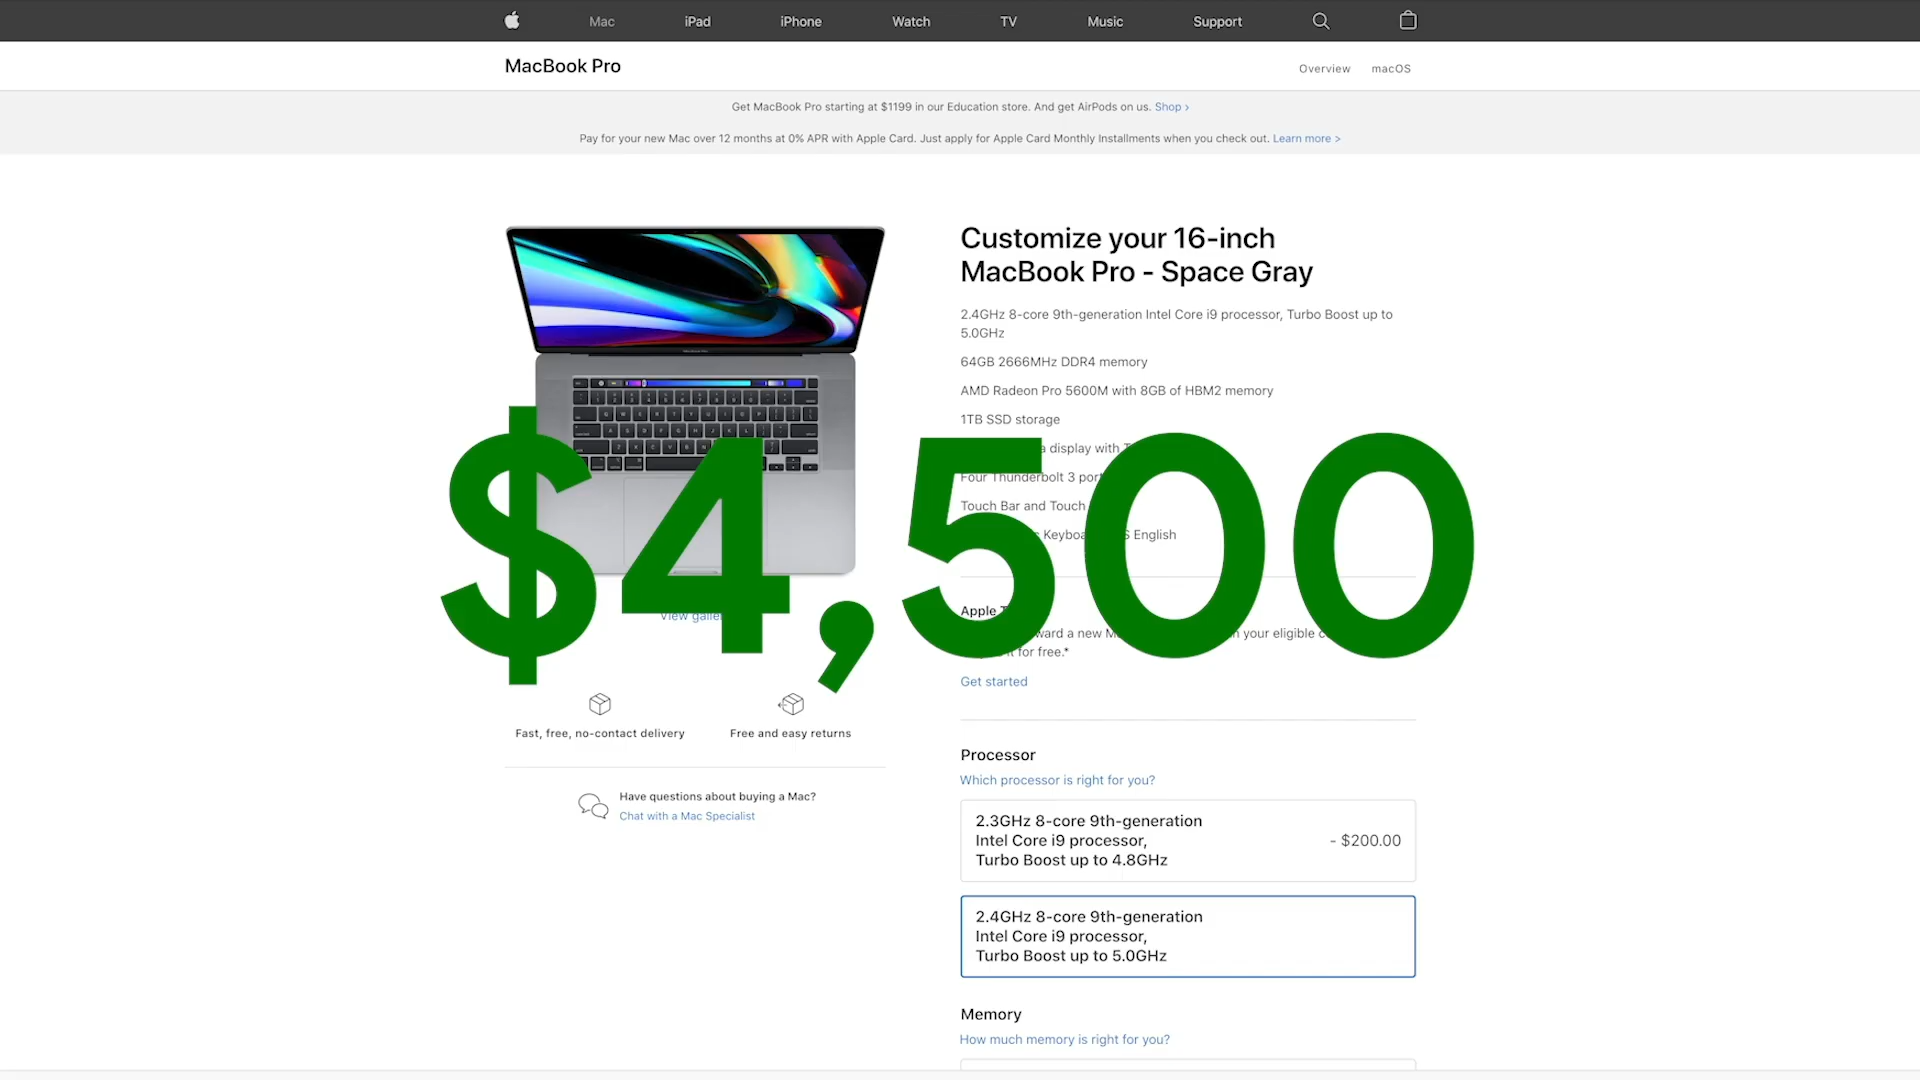 Mac
iPad
iPhone
Watch
TV
Music
Support
MacBook Pro
Overview
macOS
Get MacBook Pro starting at $1199 in our Education store. And get AirPods on us. Shop ›
Pay for your new Mac over 12 months at 0% APR with Apple Card. Just apply for Apple Card Monthly Installments when you check out. Learn more >
Customize your 16-inch
MacBook Pro - Space Gray
2.4GHz 8-core 9th-generation Intel Core i9 processor, Turbo Boost up to
5.0GHz
64GB 2666MHz DDR4 memory
AMD Radeon Pro 5600M with 8GB of HBM2 memory
1TB SSD storage
display with
Four Thunderbolt 3
Touch Bar and Touch
English
$4,500
Apple
a new
your eligible
for free.*
Get started
View
Fast, free, no-contact delivery
Free and easy returns
Have questions about buying a Mac?
Chat with a Mac Specialist
Processor
Which processor is right for you?
2.3GHz 8-core 9th-generation
Intel Core i9 processor,
Turbo Boost up to 4.8GHz
- $200.00
2.4GHz 8-core 9th-generation
Intel Core i9 processor,
Turbo Boost up to 5.0GHz
Memory
How much memory is right for you?